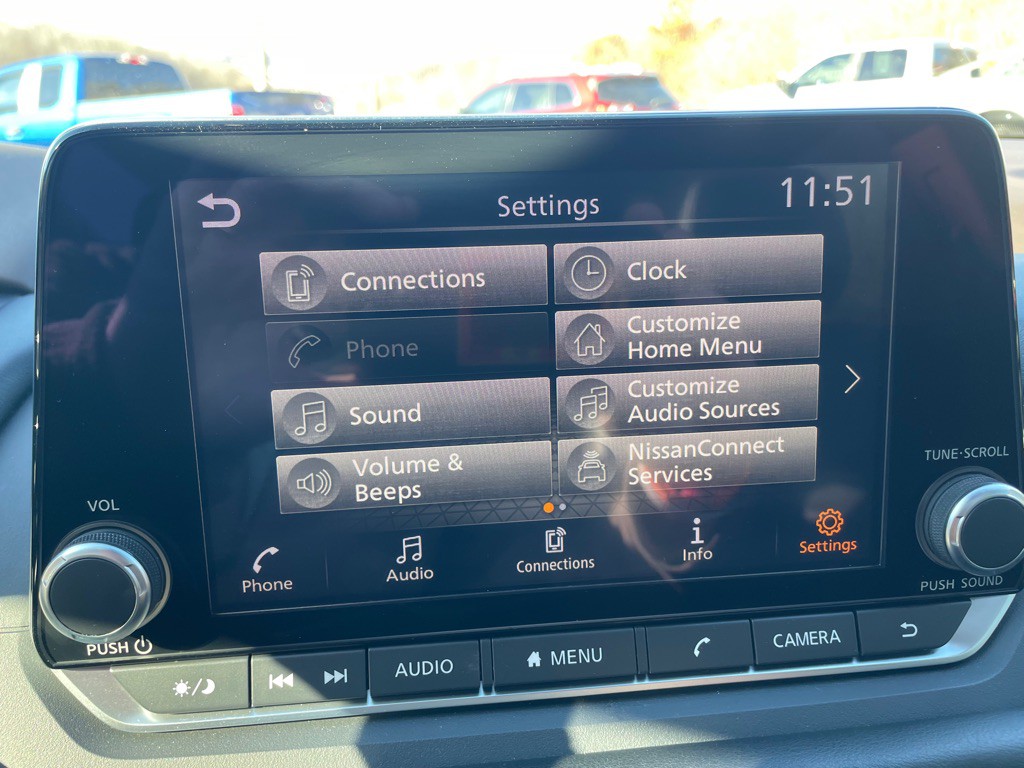 Settings
11:51
Connections
Clock
Phone
Customize
Home Menu
Sound
Customize
Audio Sources
Volume &
Beeps
NissanConnect
Services
Phone
Audio
Connections
Info
Settings
VOL
PUSH
TUNE·SCROLL
PUSH SOUND
AUDIO
MENU
CAMERA